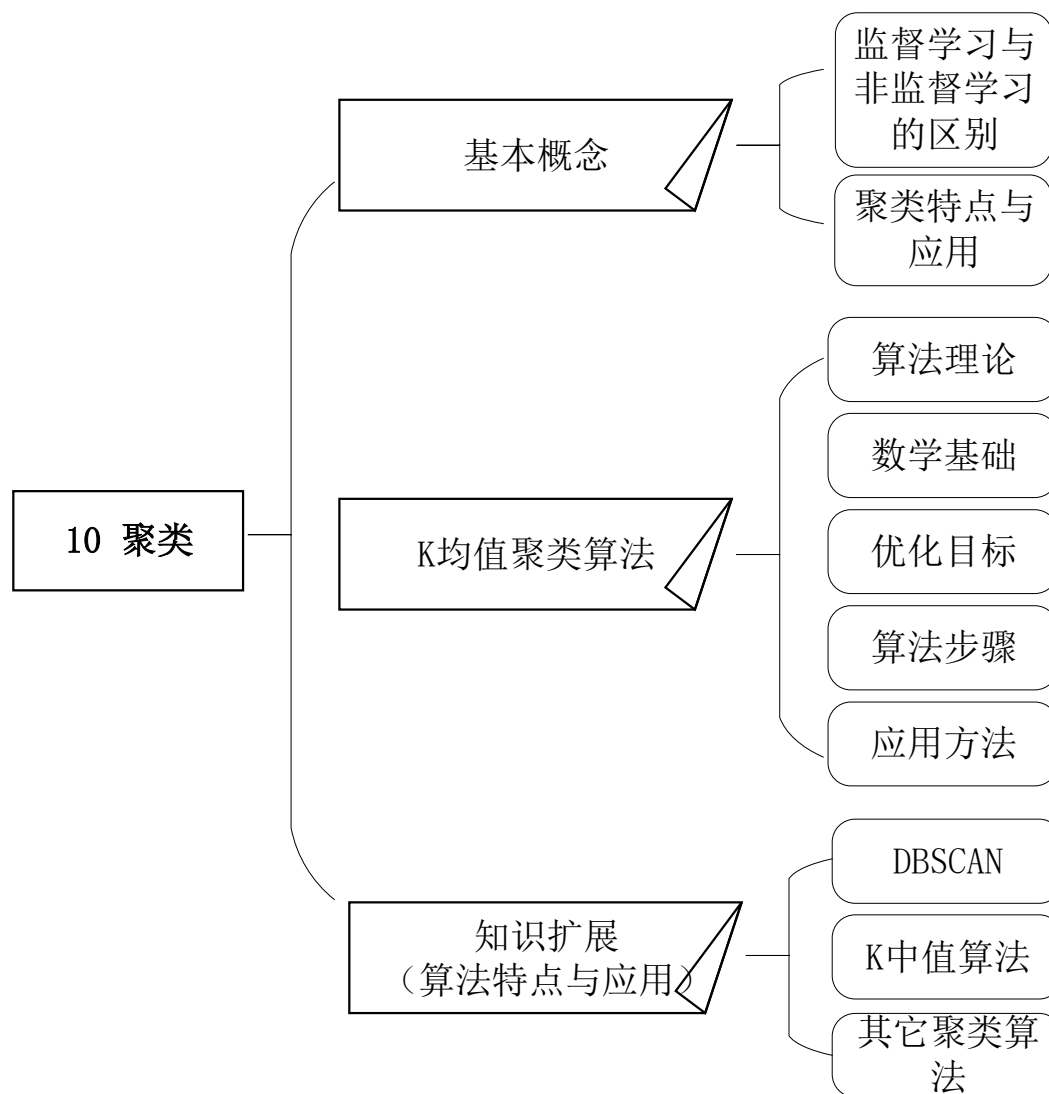 10 聚类
基本概念
监督学习与
非监督学习
的区别
聚类特点与
应用
K均值聚类算法
算法理论
数学基础
优化目标
算法步骤
应用方法
知识扩展
（算法特点与应用）
DBSCAN
K中值算法
其它聚类算
法